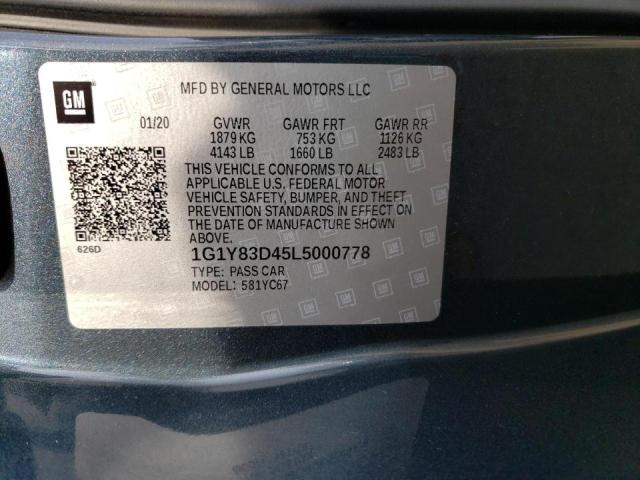 GM
MFD BY GENERAL MOTORS LLC
01/20 GVWR GAWR FRT GAWR RR
1879 KG 753 KG 1126 KG
4143 LB 1660 LB 2483 LB
THIS VEHICLE CONFORMS TO ALL
APPLICABLE U.S. FEDERAL MOTOR
VEHICLE SAFETY, BUMPER, AND THEFT
PREVENTION STANDARDS IN EFFECT ON
THE DATE OF MANUFACTURE SHOWN
ABOVE.
626D
1G1Y83D45L5000778
TYPE: PASS CAR
MODEL: 581YC67